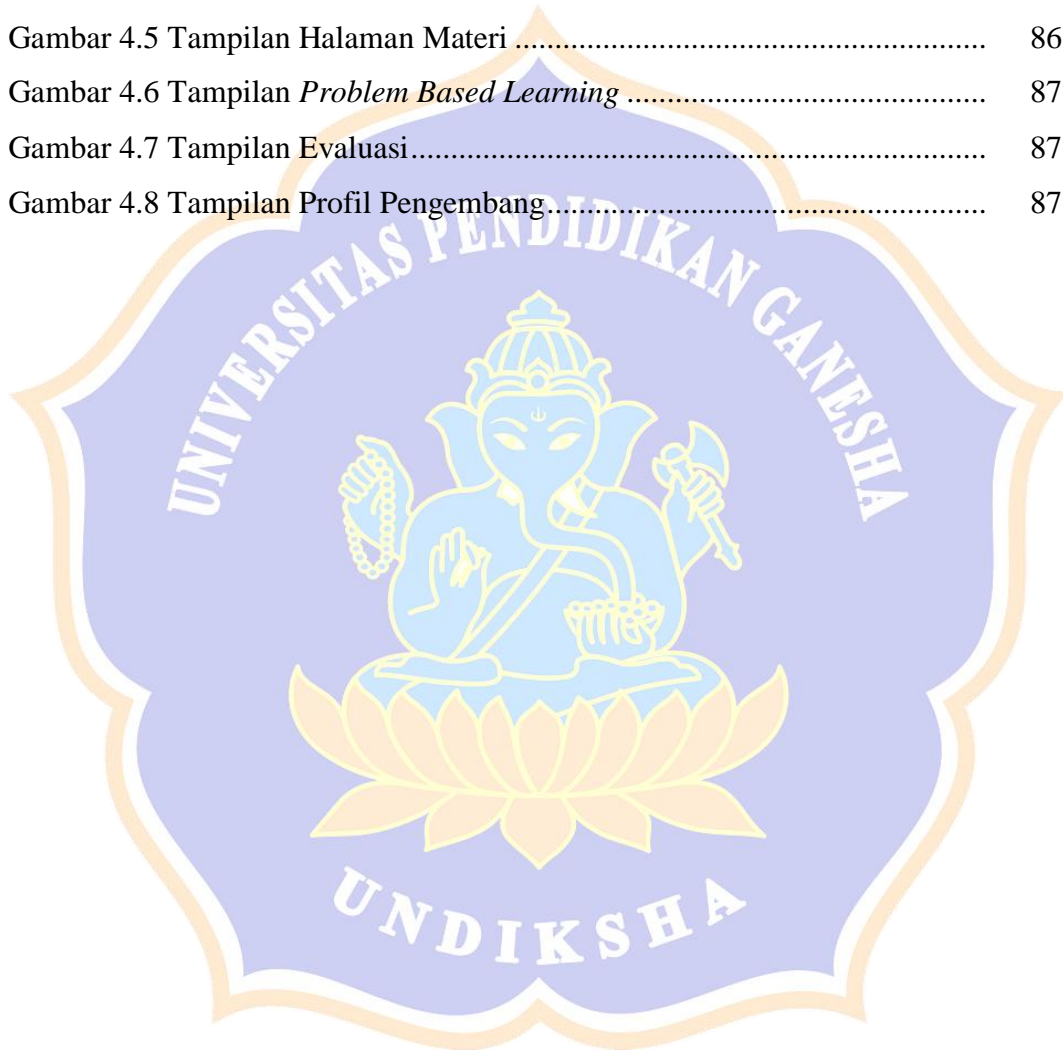 Gambar 4.5 Tampilan Halaman Materi ........................................................... 86
Gambar 4.6 Tampilan Problem Based Learning ............................................. 87
Gambar 4.7 Tampilan Evaluasi........................................................................ 87
Gambar 4.8 Tampilan Profil Pengembang....................................................... 87
UNIVERSITAS PENDIDIKAN GANESHA
UNDIKSHA